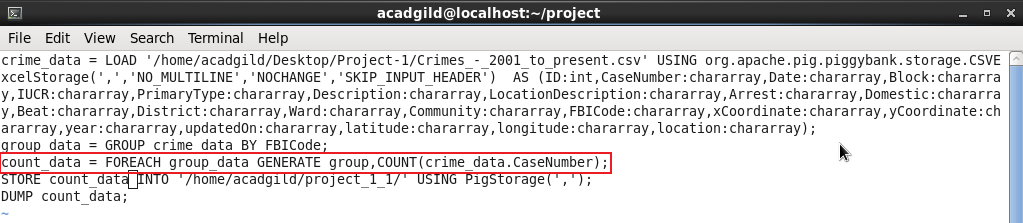 acadgild@localhost:~/project
File Edit View Search Terminal Help
crime_data = LOAD '/home/acadgild/Desktop/Project-1/Crimes_-_2001_to_present.csv' USING org.apache.pig.piggybank.storage.CSVE
xcelStorage(',','NO_MULTILINE','NOCHANGE','SKIP_INPUT_HEADER')  AS (ID:int,CaseNumber:chararray,Date:chararray,Block:chararra
y,IUCR:chararray,PrimaryType:chararray,Description:chararray,LocationDescription:chararray,Arrest:chararray,Domestic:chararra
y,Beat:chararray,District:chararray,Ward:chararray,Community:chararray,FBICode:chararray,xCoordinate:chararray,yCoordinate:ch
ararray,year:chararray,updatedOn:chararray,latitude:chararray,longitude:chararray,location:chararray);
group_data = GROUP crime_data BY FBICode;
count_data = FOREACH group_data GENERATE group,COUNT(crime_data.CaseNumber);
STORE count_data INTO '/home/acadgild/project_1_1/' USING PigStorage(',');
DUMP count_data;
~